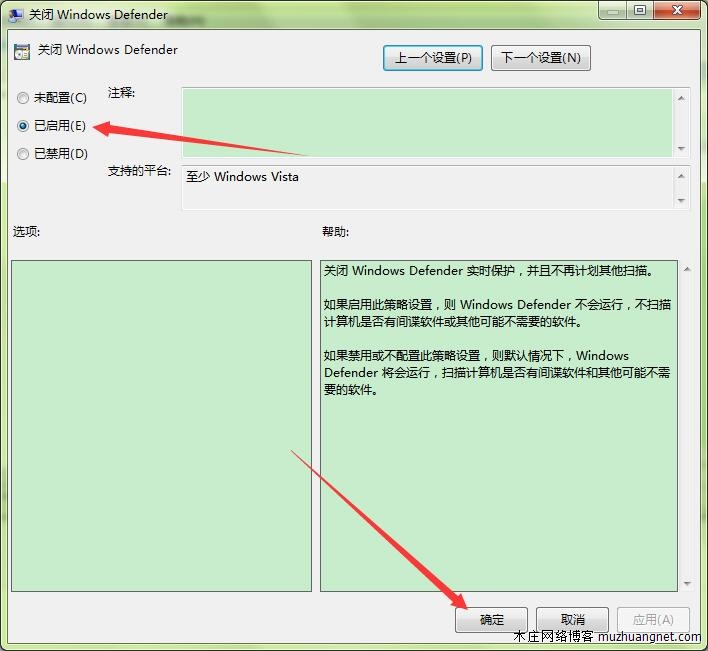 关闭 Windows Defender
关闭 Windows Defender
上一个设置(P)
下一个设置(N)
未配置(C)
注释:
已启用(E)
已禁用(D)
支持的平台:
至少 Windows Vista
选项:
帮助:
关闭 Windows Defender 实时保护，并且不再计划其他扫描。
如果启用此策略设置，则 Windows Defender 不会运行，不扫描
计算机是否有间谍软件或其他可能不需要的软件。
如果禁用或不配置此策略设置，则默认情况下，Windows
Defender 将会运行，扫描计算机是否有间谍软件和其他可能不需
要的软件。
确定
取消
应用(A)
木庄网络博客 muzhuangnet.com